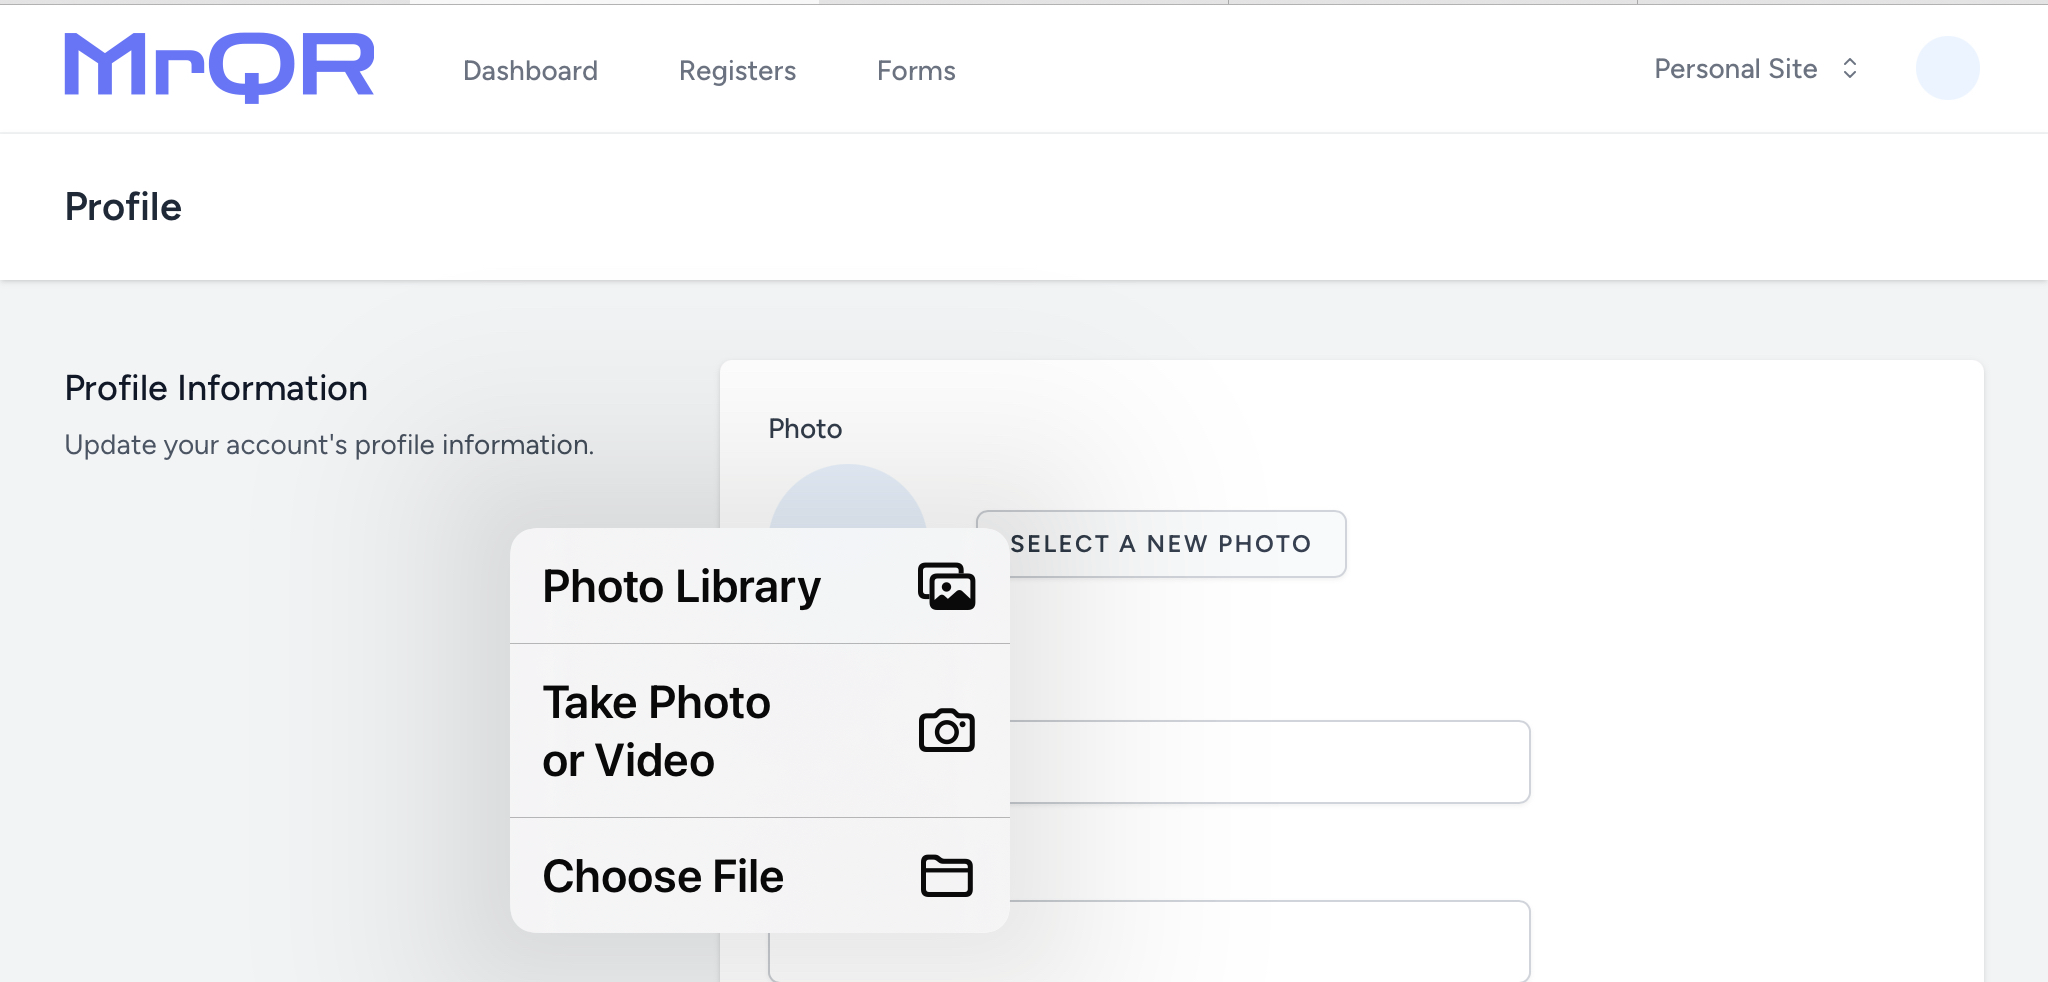 MrQR
Dashboard
Registers
Forms
Personal Site
Profile
Profile Information
Update your account's profile information.
Photo
SELECT A NEW PHOTO
Photo Library
Take Photo
or Video
Choose File